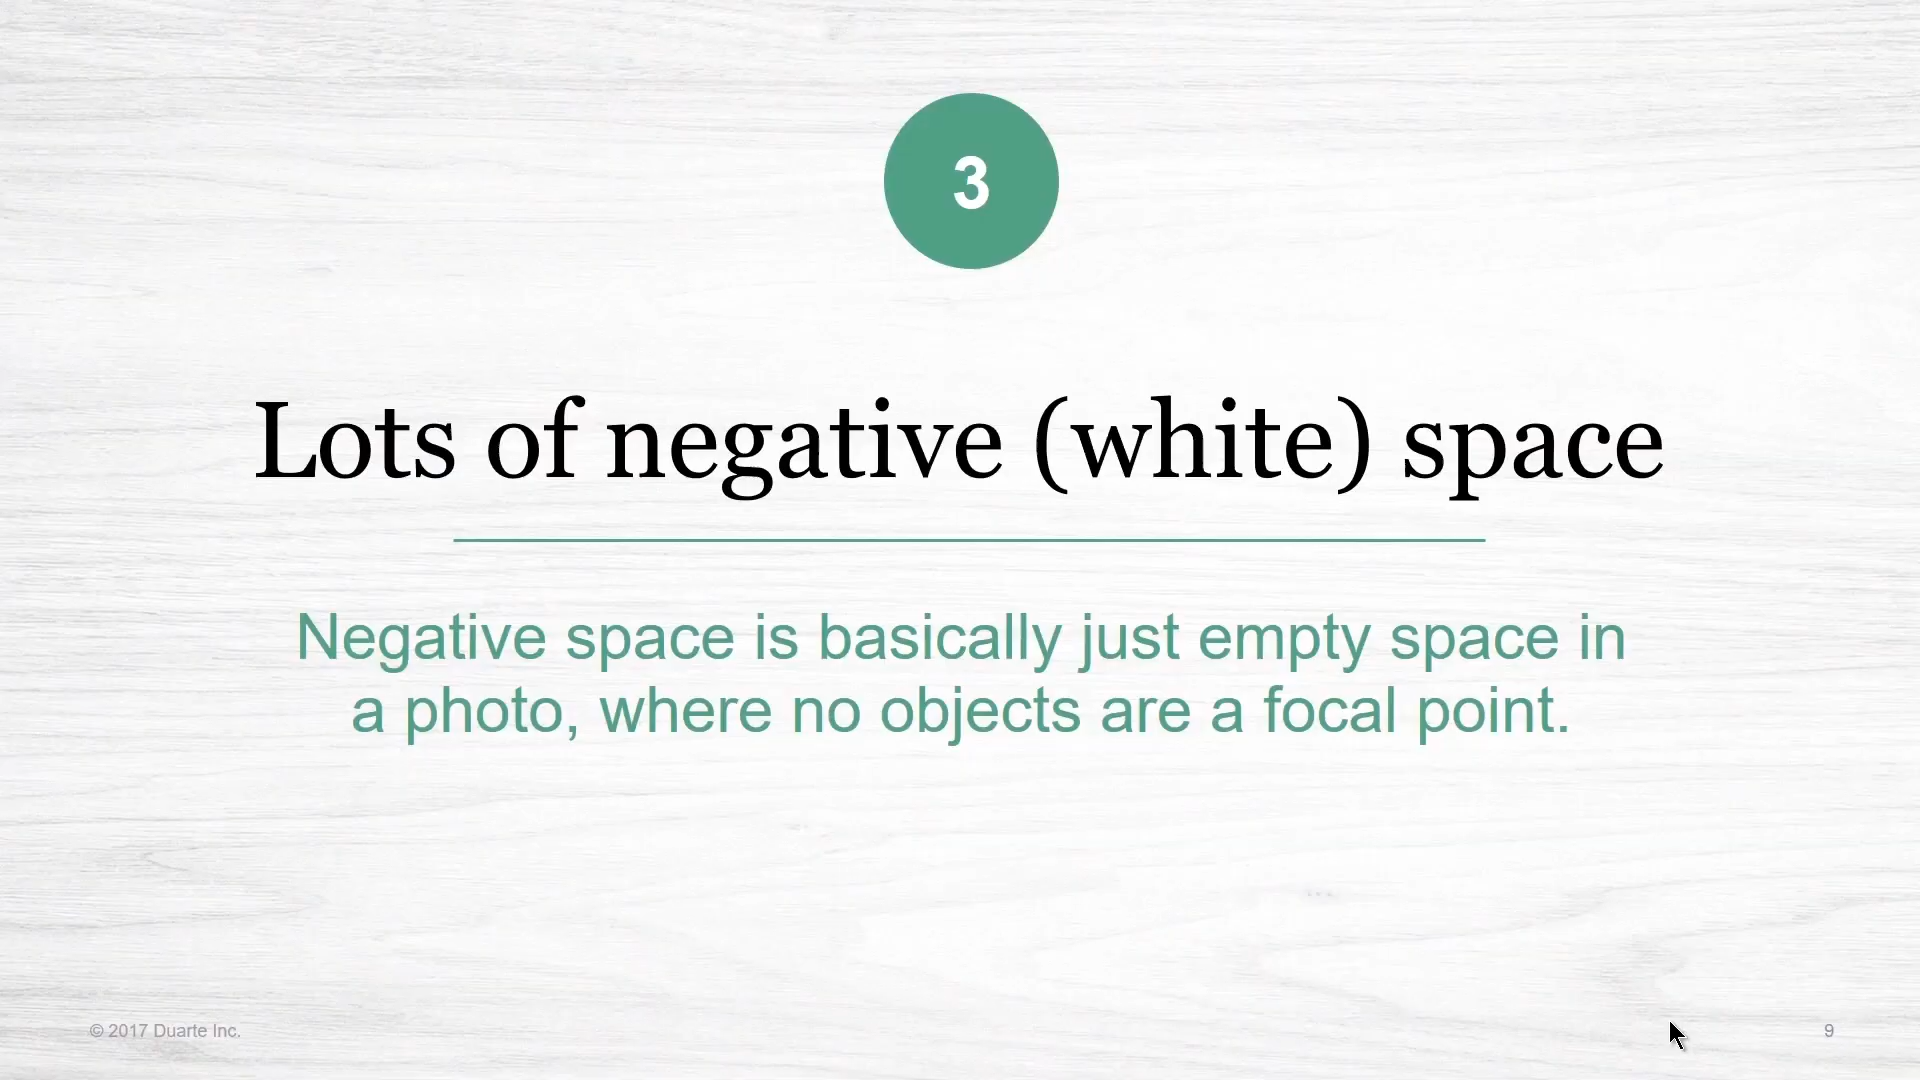 3
Lots of negative (white) space
Negative space is basically just empty space in
a photo, where no objects are a focal point.
© 2017 Duarte Inc.
9